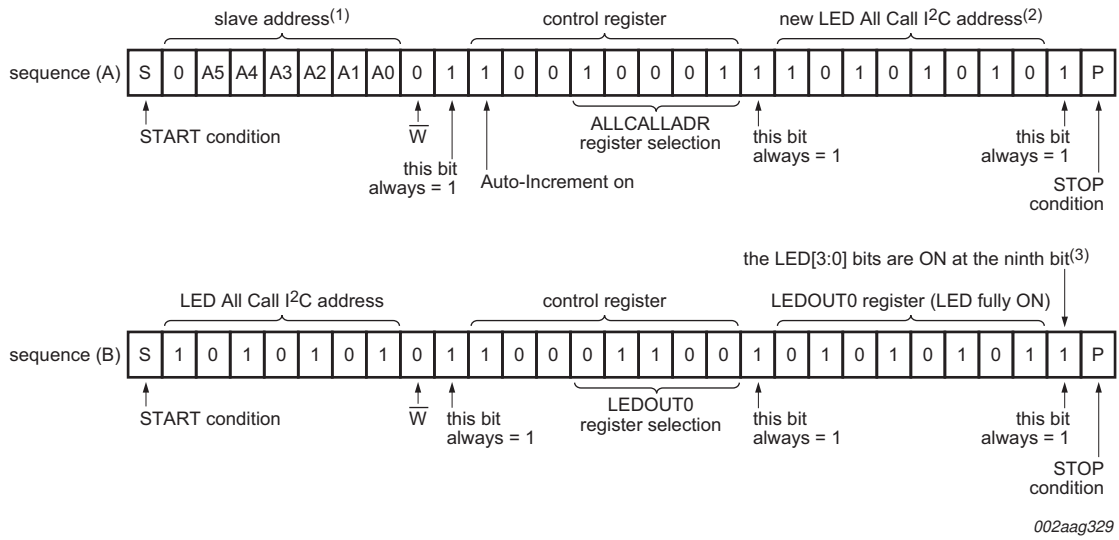 slave address(1) control register new LED All Call I2C address(2)
sequence (A) S 0 A5 A4 A3 A2 A1 A0 0 1 1 0 0 1 0 0 0 1 1 1 0 1 0 1 0 1 0 1 P
START condition W ALLCALLADR this bit this bit
register selection always = 1 always = 1
this bit
always = 1 Auto-Increment on STOP
condition
the LED[3:0] bits are ON at the ninth bit(3)
LED All Call I2C address control register LEDOUT0 register (LED fully ON)
sequence (B) S 1 0 1 0 1 0 1 0 1 1 0 0 0 1 1 0 0 1 0 1 0 1 0 1 0 1 1 P
START condition W this bit LEDOUT0 this bit this bit
always = 1 register selection always = 1 always = 1
STOP
condition
002aag329